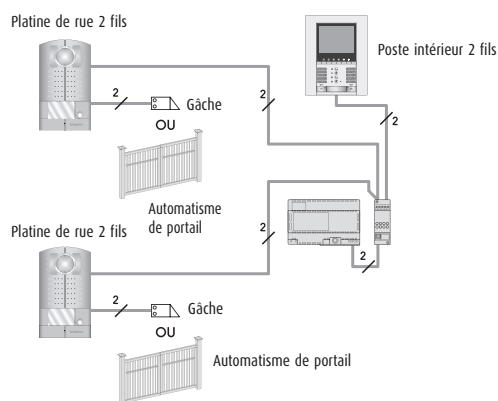 Platine de rue 2 fils
Poste intérieur 2 fils
2
Gâche
OU
2
2
Automatisme
de portail
Platine de rue 2 fils
2
2
2
Gâche
OU
Automatisme de portail